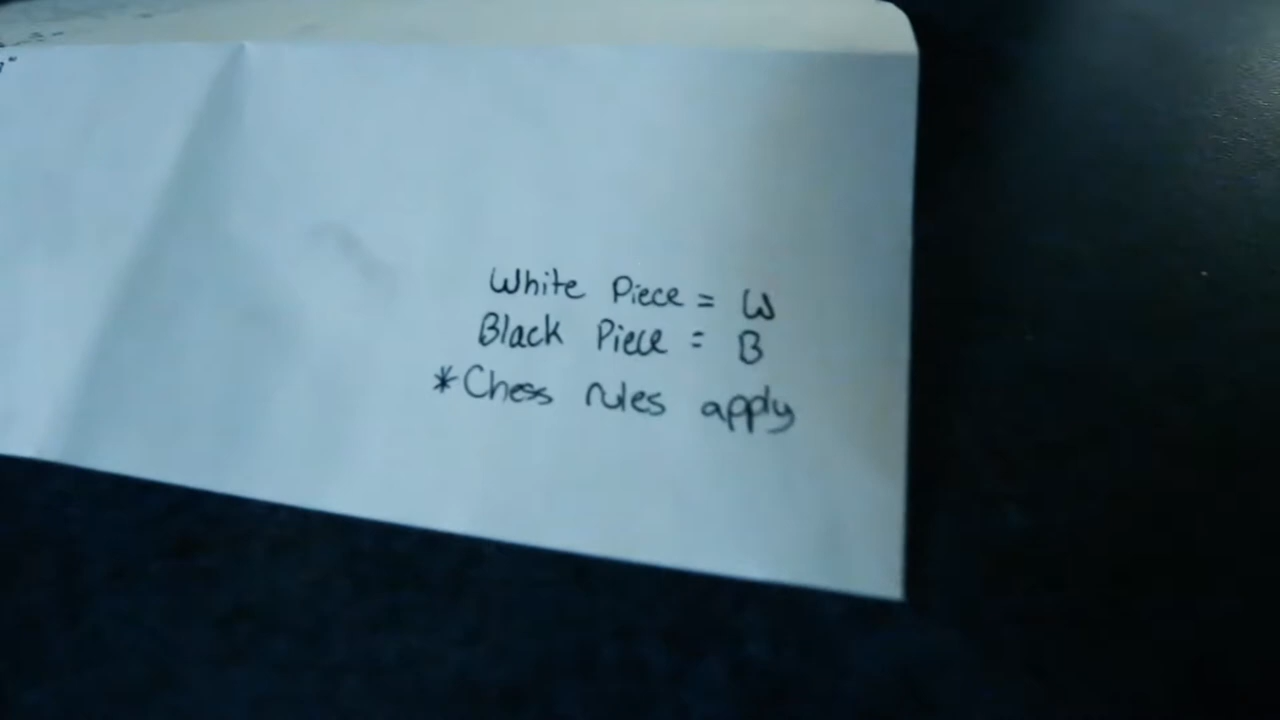 White Piece = W
Black Piece = B
*Chess rules apply